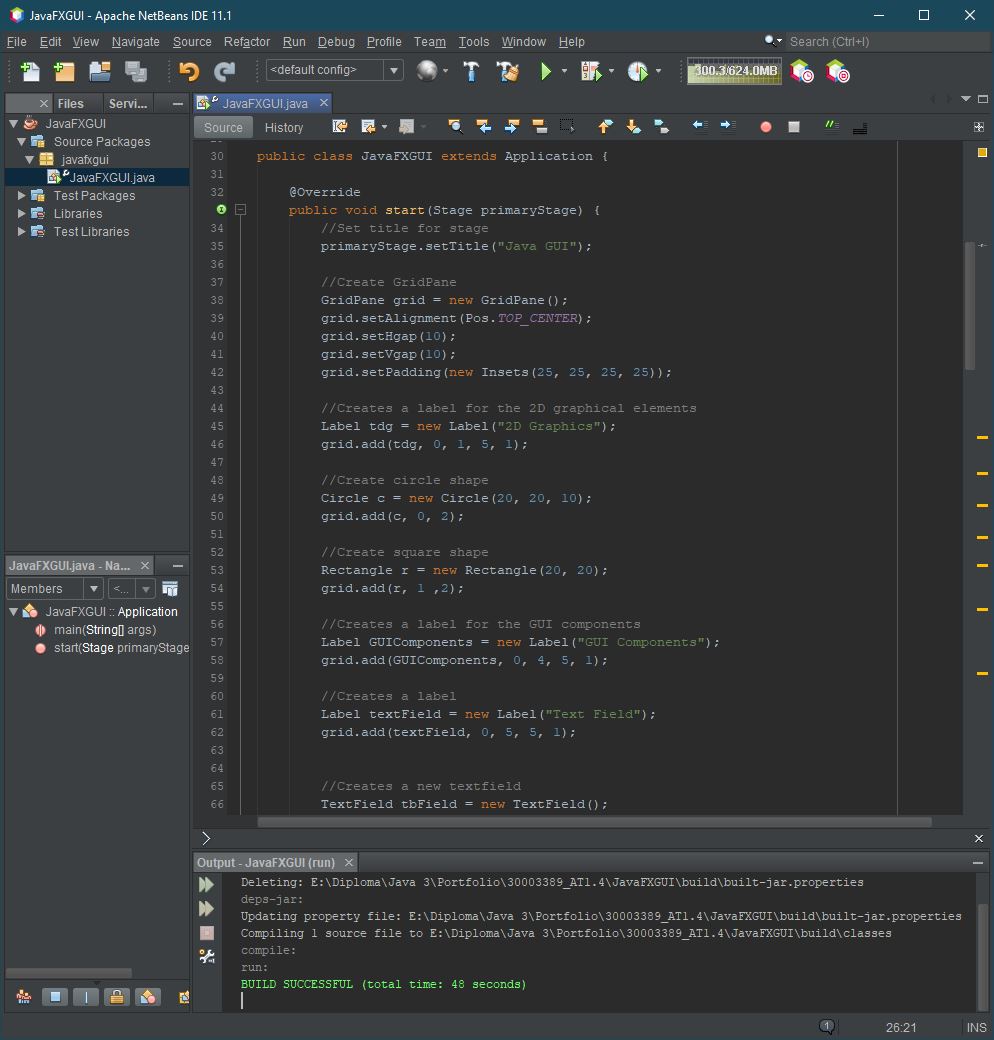 JavaFXGUI - Apache NetBeans IDE 11.1
File Edit View Navigate Source Refactor Run Debug Profile Team Tools Window Help
Search (Ctrl+I)
<default config>
300.3/624.0MB
Files
Servi...
JavaFXGUI
Source Packages
javafxgui
JavaFXGUI.java
Test Packages
Libraries
Test Libraries
JavaFXGUI.java
Source History
30 public class JavaFXGUI extends Application {
31
32 @Override
public void start(Stage primaryStage) {
34 //Set title for stage
35 primaryStage.setTitle("Java GUI");
36
37 //Create GridPane
38 GridPane grid = new GridPane();
39 grid.setAlignment(Pos.TOP_CENTER);
40 grid.setHgap(10);
41 grid.setVgap(10);
42 grid.setPadding(new Insets(25, 25, 25, 25));
43
44 //Creates a label for the 2D graphical elements
45 Label tdg = new Label("2D Graphics");
46 grid.add(tdg, 0, 1, 5, 1);
47
48 //Create circle shape
49 Circle c = new Circle(20, 20, 10);
50 grid.add(c, 0, 2);
51
52 //Create square shape
53 Rectangle r = new Rectangle(20, 20);
54 grid.add(r, 1 ,2);
55
56 //Creates a label for the GUI components
57 Label GUIComponents = new Label("GUI Components");
58 grid.add(GUIComponents, 0, 4, 5, 1);
59
60 //Creates a label
61 Label textField = new Label("Text Field");
62 grid.add(textField, 0, 5, 5, 1);
63
64
65 //Creates a new textfield
66 TextField tbField = new TextField();
JavaFXGUI.java - Na...
Members
<...
JavaFXGUI :: Application
main(String[] args)
start(Stage primaryStage
Output - JavaFXGUI (run)
Deleting: E:\Diploma\Java 3\Portfolio\30003389_AT1.4\JavaFXGUI\build\built-jar.properties
deps-jar:
Updating property file: E:\Diploma\Java 3\Portfolio\30003389_AT1.4\JavaFXGUI\build\built-jar.properties
Compiling 1 source file to E:\Diploma\Java 3\Portfolio\30003389_AT1.4\JavaFXGUI\build\classes
compile:
run:
BUILD SUCCESSFUL (total time: 48 seconds)
1
26:21
INS